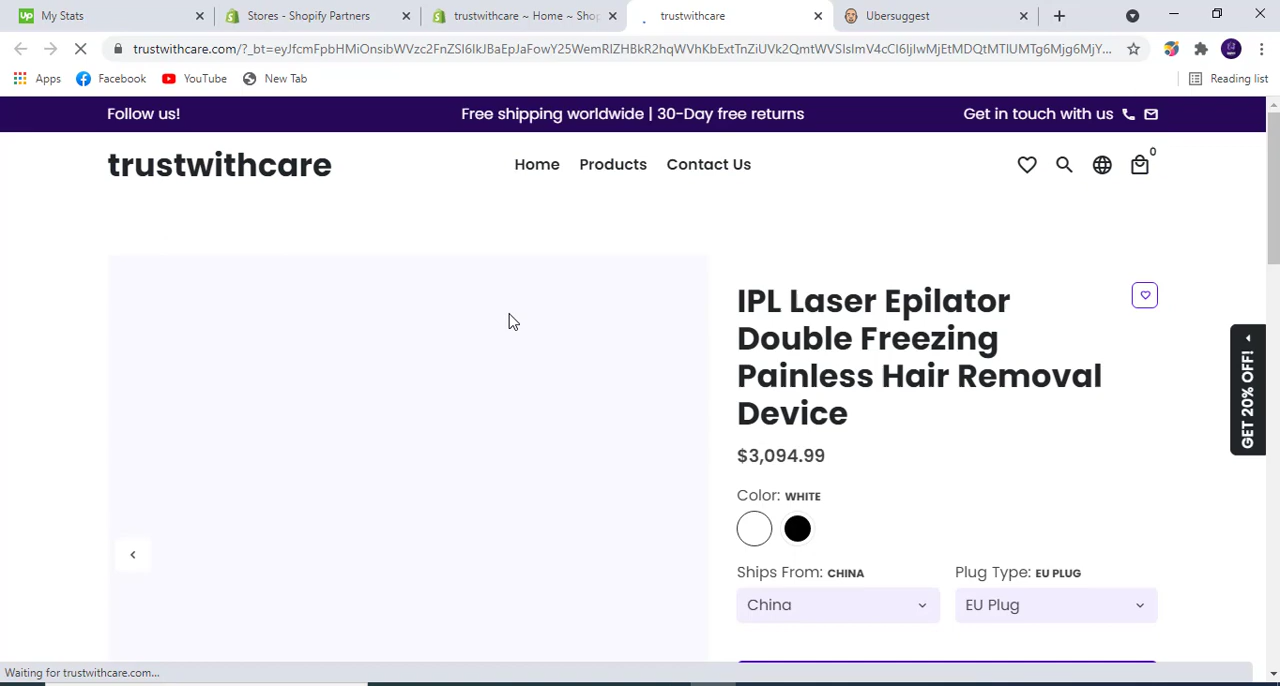 My Stats
Stores - Shopify Partners
trustwithcare ~ Home ~ Shop
trustwithcare
Ubersuggest
trustwithcare.com/?_bt=eyJfcmFpbHMiOnsibWVzc2FnZSI6IkJBaEpJaFowY25WemRIZHBkR2hqWVhKbExtTnZiUVk2QmtWVSIsImV4cCI6IjIwMjEtMDQtMTlUMTg6Mjg6MjY...
Apps
Facebook
YouTube
New Tab
Reading list
Follow us!
Free shipping worldwide | 30-Day free returns
Get in touch with us
trustwithcare
Home
Products
Contact Us
0
IPL Laser Epilator
Double Freezing
Painless Hair Removal
Device
$3,094.99
GET 20% OFF!
Color: WHITE
Ships From: CHINA
Plug Type: EU PLUG
China
EU Plug
Waiting for trustwithcare.com...